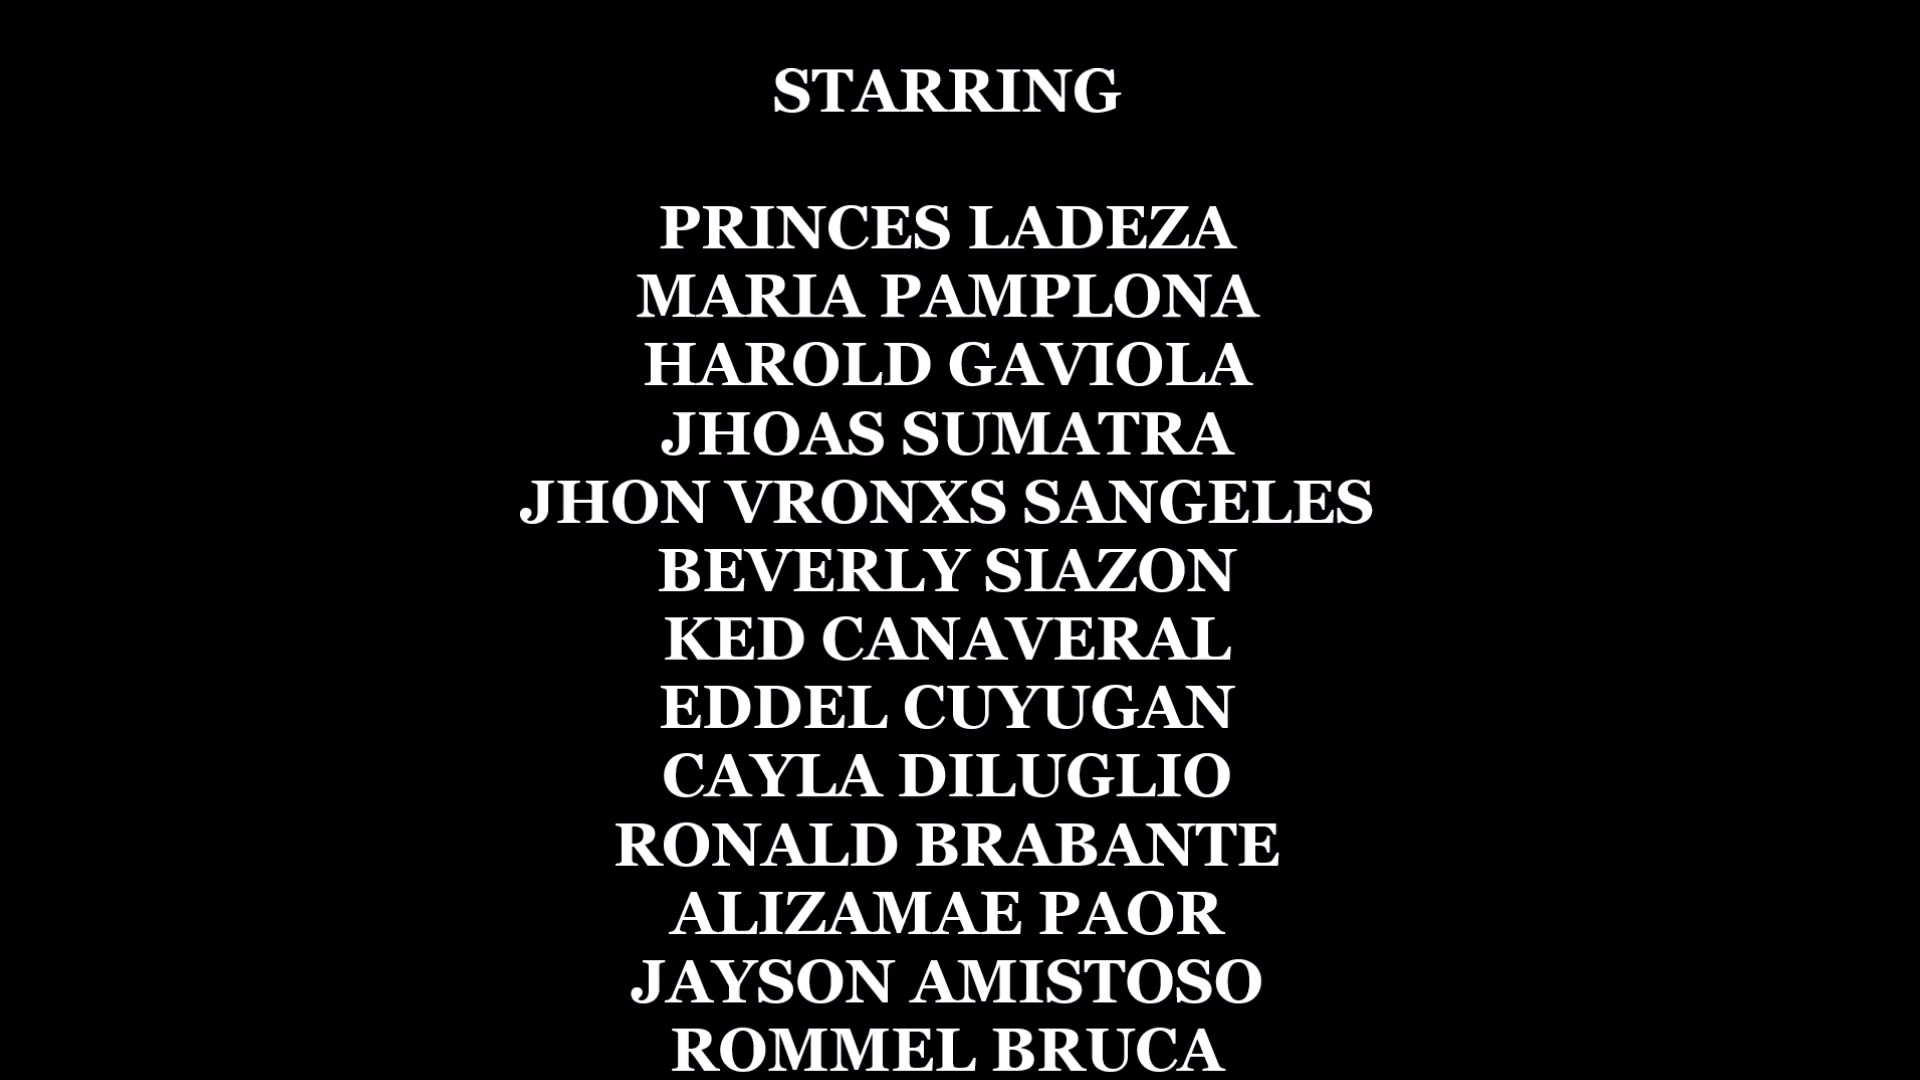 STARRING
PRINCES LADEZA
MARIA PAMPLONA
HAROLD GAVIOLA
JHOAS SUMATRA
JHON VRONXS SANGELES
BEVERLY SIAZON
KED CANAVERAL
EDDEL CUYUGAN
CAYLA DILUGLIO
RONALD BRABANTE
ALIZAMAE PAOR
JAYSON AMISTOSO
ROMMEL BRUCA